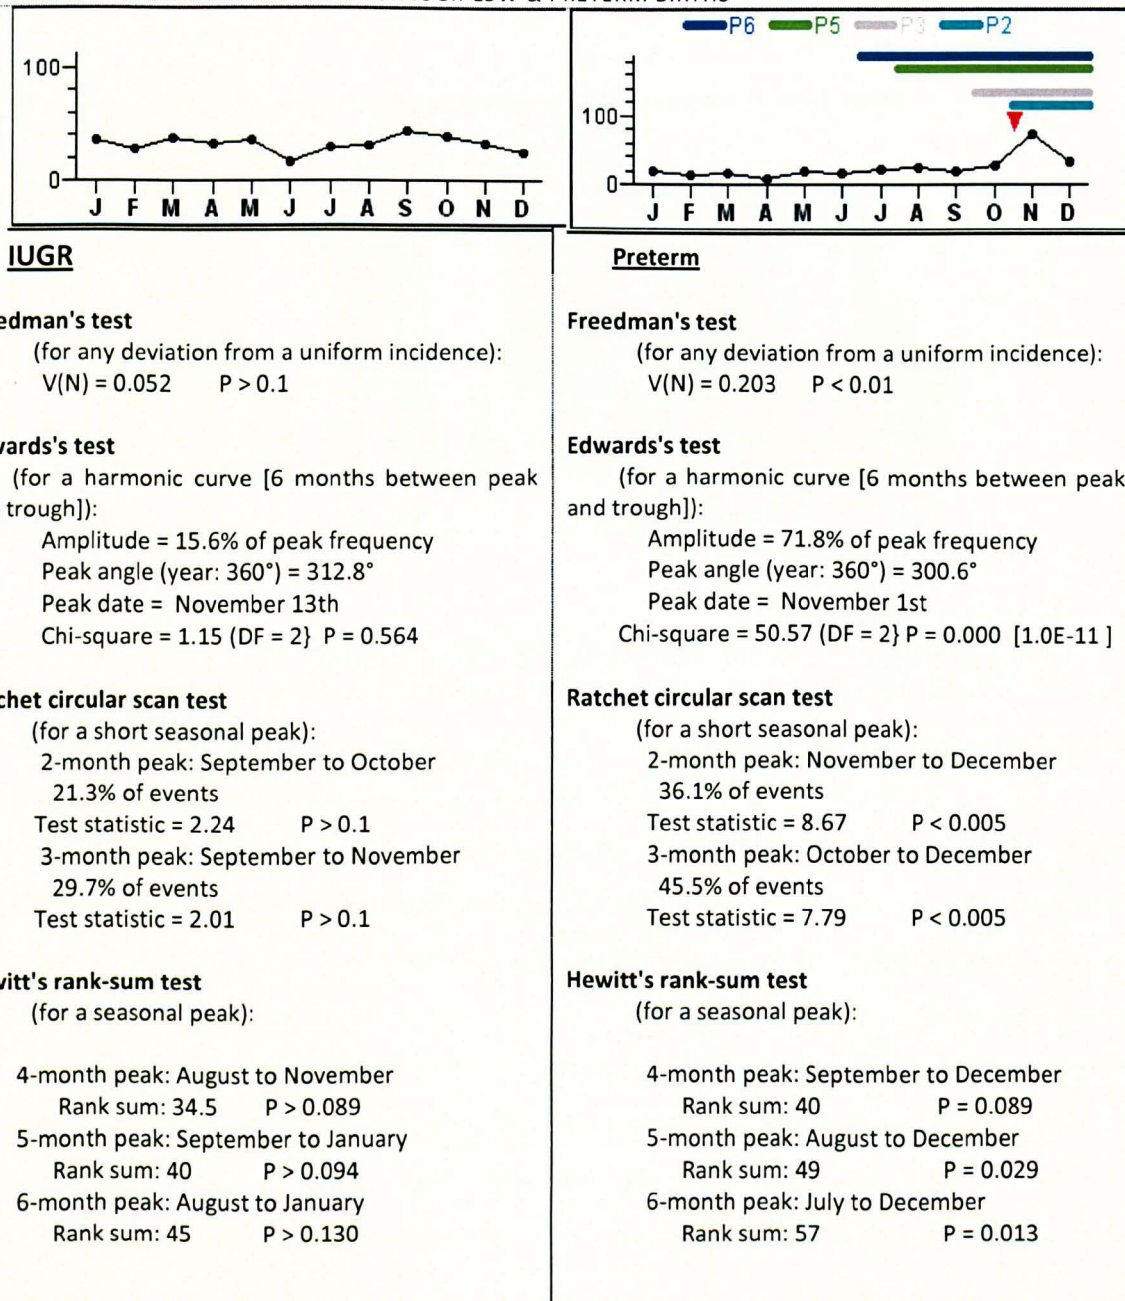 100
0
J F M A M J J A S O N D
P6 P5 P3 P2
100
0
J F M A M J J A S O N D
IUGR
edman's test
(for any deviation from a uniform incidence):
V(N) = 0.052 P > 0.1
vards's test
(for a harmonic curve [6 months between peak
trough]):
Amplitude = 15.6% of peak frequency
Peak angle (year: 360°) = 312.8°
Peak date = November 13th
Chi-square = 1.15 (DF = 2} P = 0.564
chet circular scan test
(for a short seasonal peak):
2-month peak: September to October
21.3% of events
Test statistic = 2.24 P > 0.1
3-month peak: September to November
29.7% of events
Test statistic = 2.01 P > 0.1
vitt's rank-sum test
(for a seasonal peak):
4-month peak: August to November
Rank sum: 34.5 P > 0.089
5-month peak: September to January
Rank sum: 40 P > 0.094
6-month peak: August to January
Rank sum: 45 P > 0.130
Preterm
Freedman's test
(for any deviation from a uniform incidence):
V(N) = 0.203 P < 0.01
Edwards's test
(for a harmonic curve [6 months between peak
and trough]):
Amplitude = 71.8% of peak frequency
Peak angle (year: 360°) = 300.6°
Peak date = November 1st
Chi-square = 50.57 (DF = 2} P = 0.000 [1.0E-11 ]
Ratchet circular scan test
(for a short seasonal peak):
2-month peak: November to December
36.1% of events
Test statistic = 8.67 P < 0.005
3-month peak: October to December
45.5% of events
Test statistic = 7.79 P < 0.005
Hewitt's rank-sum test
(for a seasonal peak):
4-month peak: September to December
Rank sum: 40 P = 0.089
5-month peak: August to December
Rank sum: 49 P = 0.029
6-month peak: July to December
Rank sum: 57 P = 0.013